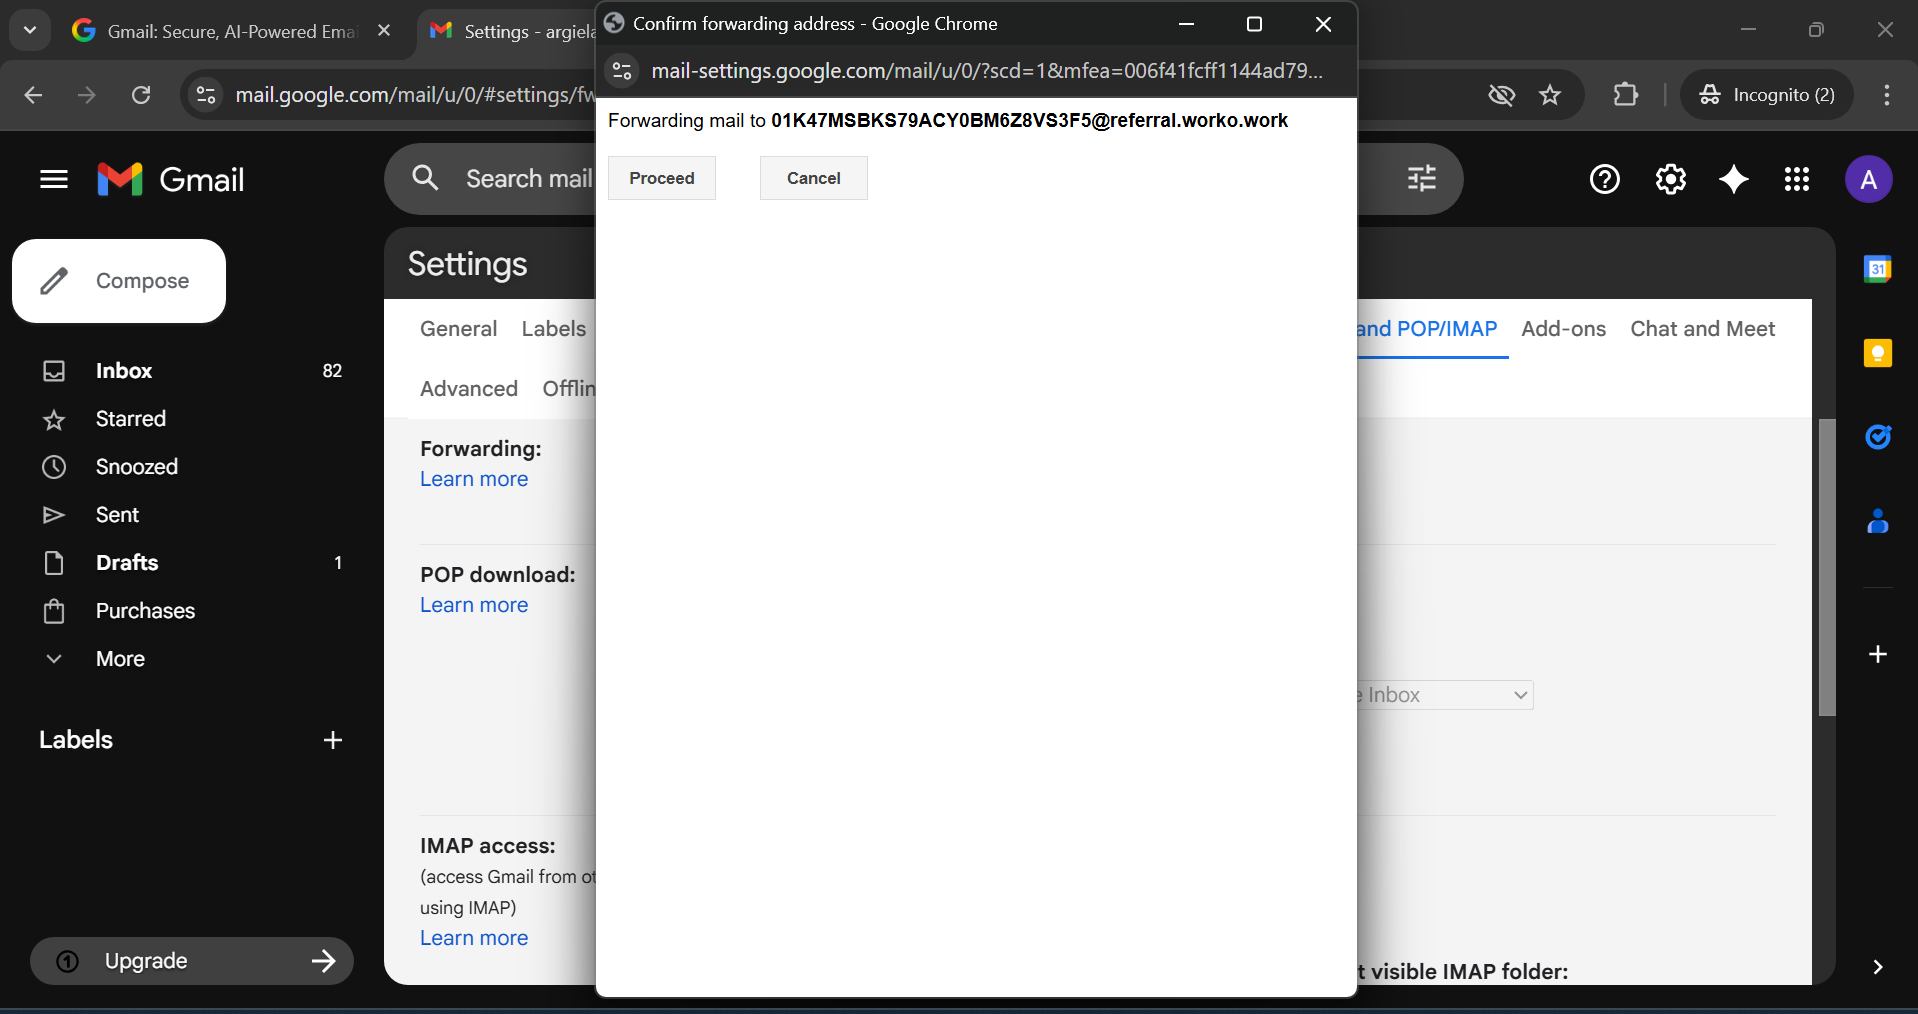 Gmail: Secure, AI-Powered Emai
Settings - argiela
Confirm forwarding address - Google Chrome
mail-settings.google.com/mail/u/0/?scd=1&mfea=006f41fcff1144ad79...
mail.google.com/mail/u/0/#settings/fw
Incognito (2)
Forwarding mail to 01K47MSBKS79ACY0BM6Z8VS3F5@referral.worko.work
Proceed
Cancel
Gmail
Search mail
A
Compose
Settings
31
General
Labels
and POP/IMAP
Add-ons
Chat and Meet
Advanced
Offlin
Inbox
82
Starred
Snoozed
Sent
Drafts
1
Purchases
More
Labels
Forwarding:
Learn more
POP download:
Learn more
e Inbox
IMAP access:
(access Gmail from ot
using IMAP)
Learn more
t visible IMAP folder:
1
Upgrade